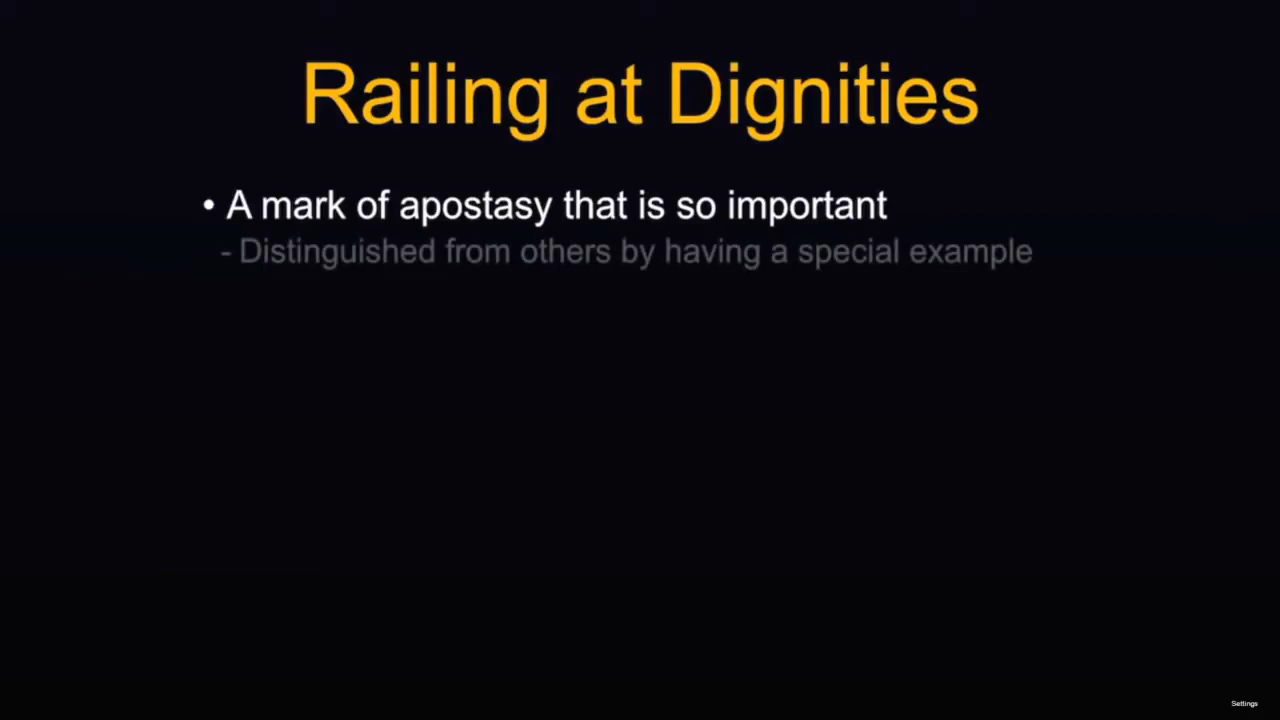 Railing at Dignities
• A mark of apostasy that is so important
- Distinguished from others by having a special example
Settings